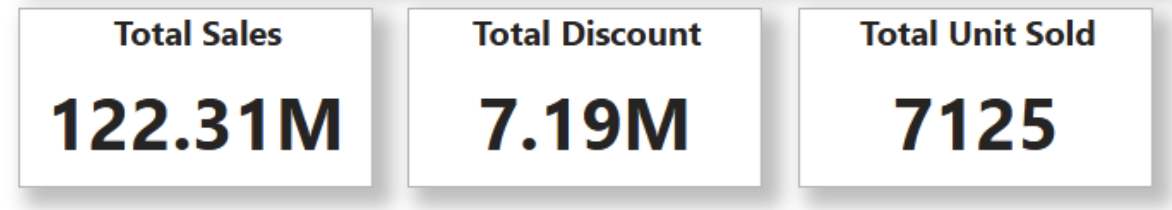 Total Sales
122.31M
Total Discount
7.19M
Total Unit Sold
7125